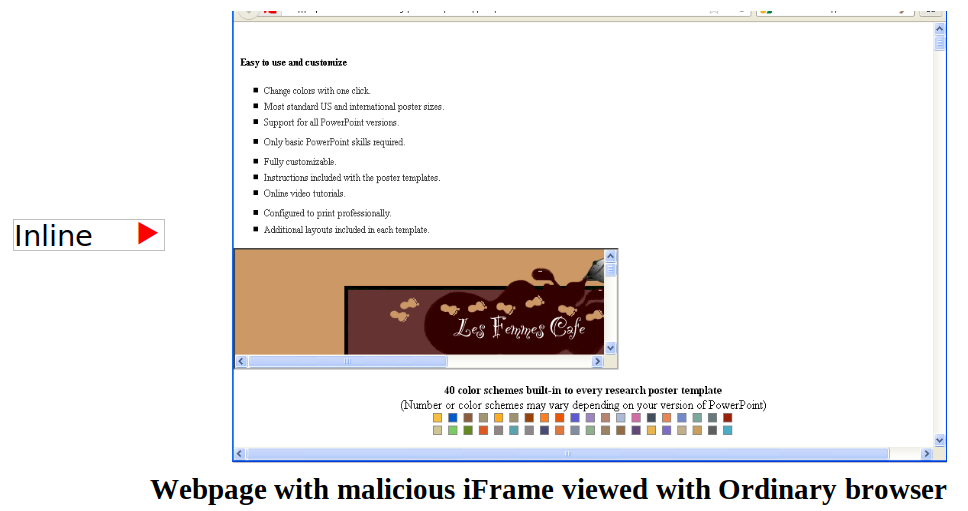 Easy to use and customize
Change colors with one click.
Most standard US and international poster sizes.
Support for all PowerPoint versions.
Only basic PowerPoint skills required.
Fully customizable.
Instructions included with the poster templates.
Online video tutorials.
Configured to print professionally.
Additional layouts included in each template.
Inline
Les Femmes Cafe
40 color schemes built-in to every research poster template
(Number or color schemes may vary depending on your version of PowerPoint)
Webpage with malicious iFrame viewed with Ordinary browser